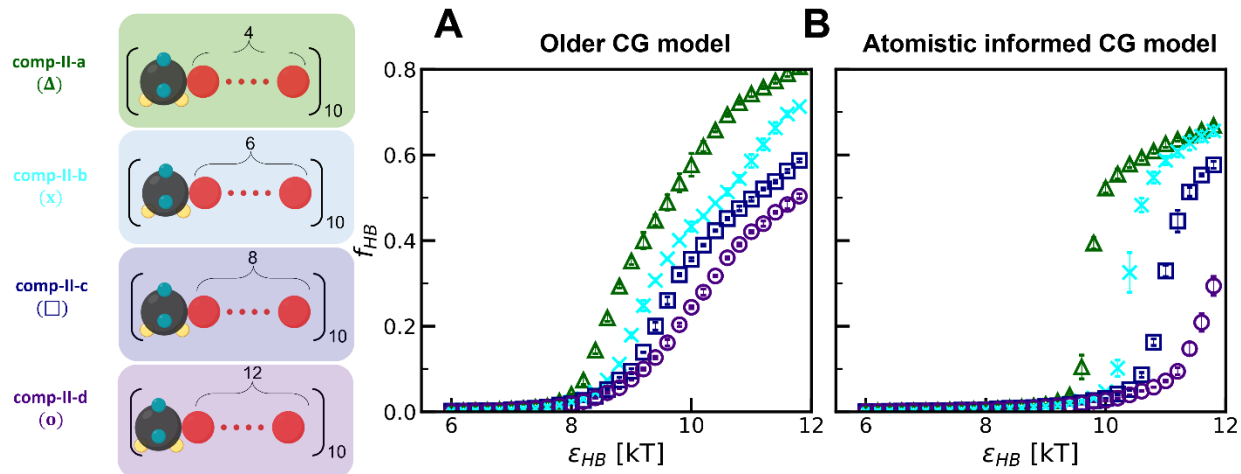 comp-II-a
(Δ)
4
10
comp-II-b
(x)
6
10
comp-II-c
(□)
8
10
comp-II-d
(o)
12
10
A
Older CG model
0.8
0.6
0.4
0.2
0.0
f_HB
6
8
10
12
ε_HB [kT]
B
Atomistic informed CG model
6
8
10
12
ε_HB [kT]